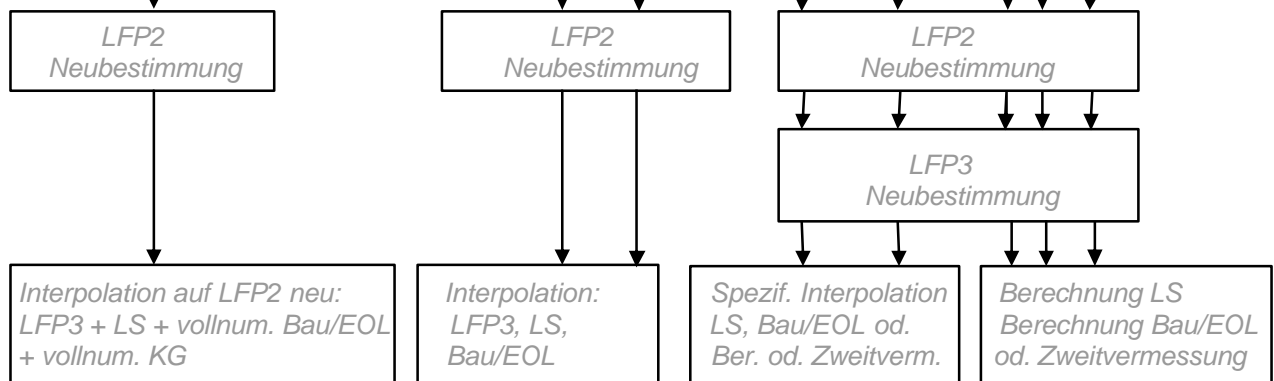 LFP2
Neubestimmung
LFP2
Neubestimmung
LFP2
Neubestimmung
LFP3
Neubestimmung
Interpolation auf LFP2 neu:
LFP3 + LS + vollnum. Bau/EOL
+ vollnum. KG
Interpolation:
LFP3, LS,
Bau/EOL
Spezif. Interpolation
LS, Bau/EOL od.
Ber. od. Zweitverm.
Berechnung LS
Berechnung Bau/EOL
od. Zweitvermessung